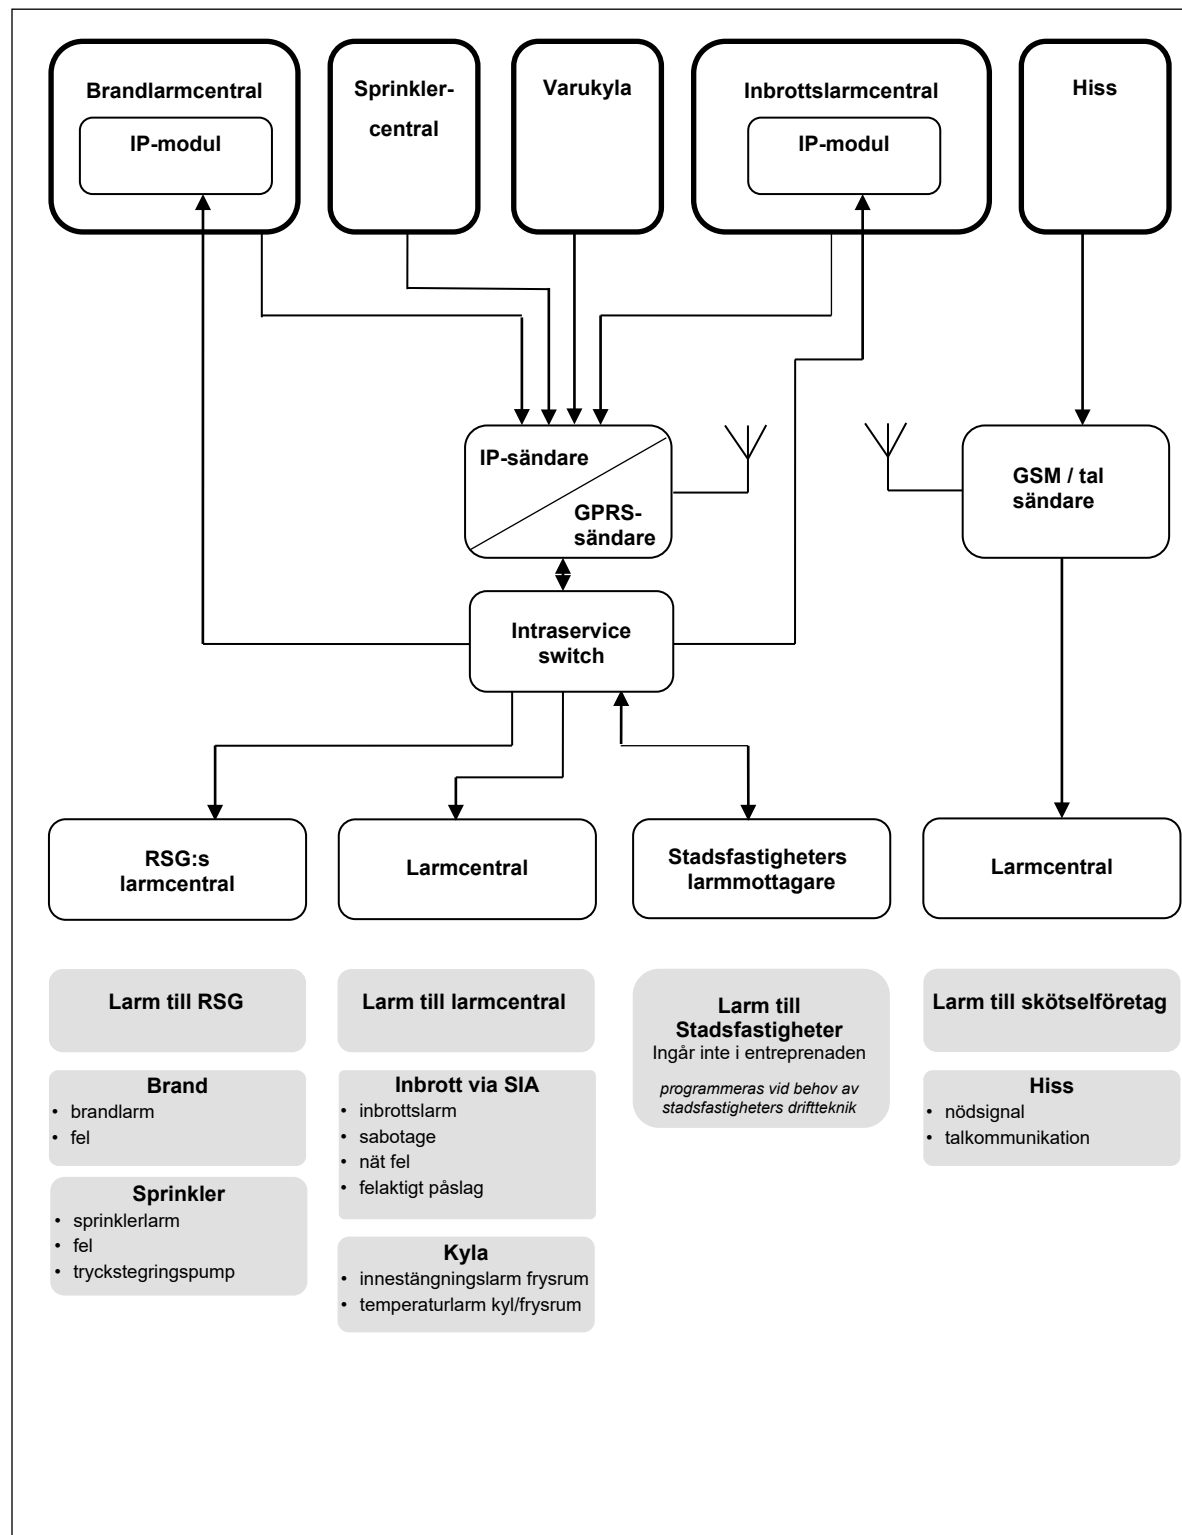 Brandlarmcentral
IP-modul
Sprinkler-
central
Varukyla
Inbrottslarmcentral
IP-modul
Hiss
IP-sändare
GPRS-
sändare
GSM / tal
sändare
Intraservice
switch
RSG:s
larmcentral
Larmcentral
Stadsfastigheters
larmmottagare
Larmcentral
Larm till RSG
Brand
• brandlarm
• fel
Sprinkler
• sprinklerlarm
• fel
• tryckstegringspump
Larm till larmcentral
Inbrott via SIA
• inbrottslarm
• sabotage
• nät fel
• felaktigt påslag
Kyla
• innestängningslarm frysrum
• temperaturlarm kyl/frysrum
Larm till
Stadsfastigheter
Ingår inte i entreprenaden
programmeras vid behov av
stadsfastigheters driftteknik
Larm till skötselföretag
Hiss
• nödsignal
• talkommunikation